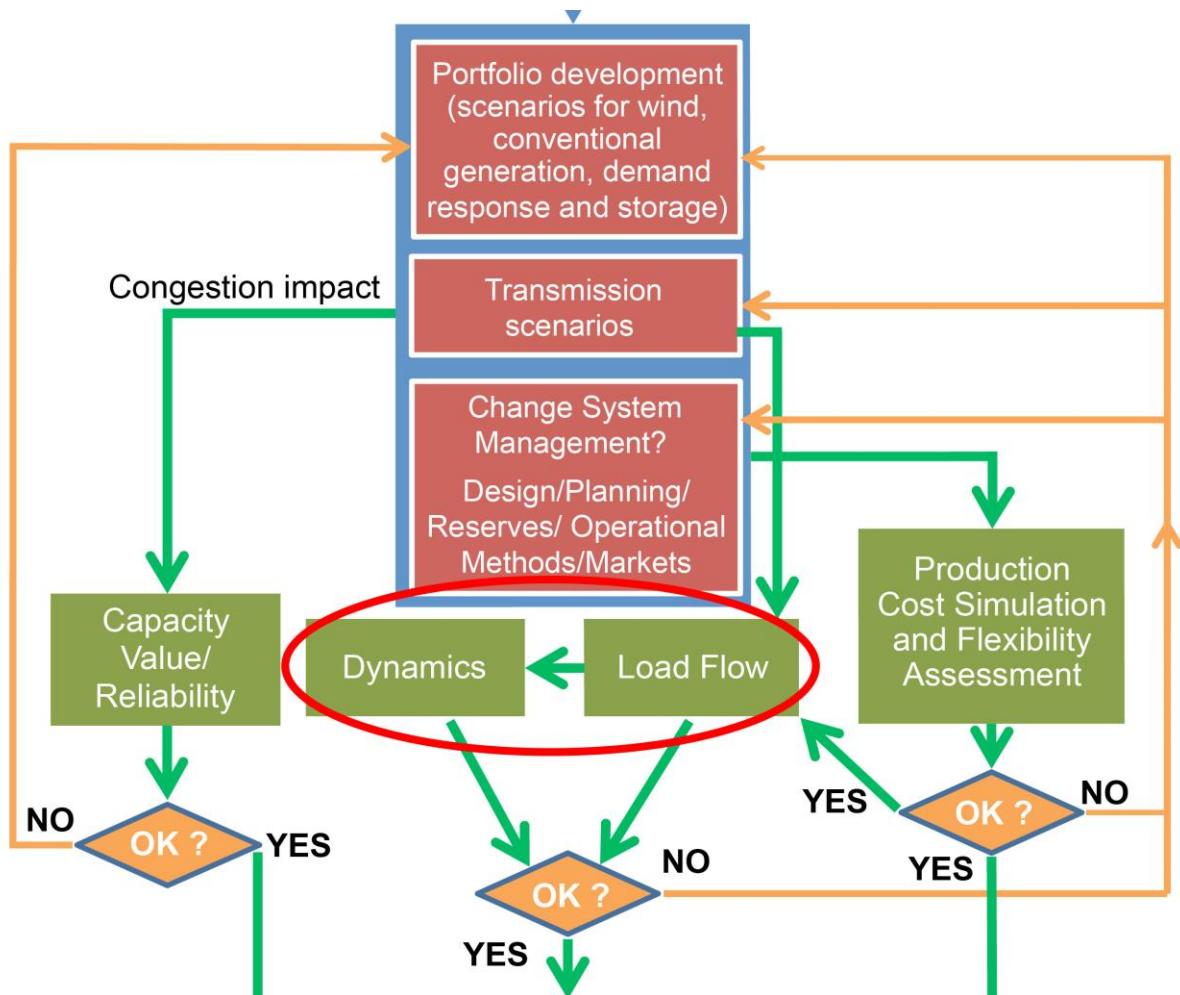 Portfolio development
(scenarios for wind,
conventional
generation, demand
response and storage)
Congestion impact
Transmission
scenarios
Change System
Management?
Design/Planning/
Reserves/ Operational
Methods/Markets
Capacity
Value/
Reliability
Dynamics
Load Flow
Production
Cost Simulation
and Flexibility
Assessment
NO
OK ?
YES
YES
OK ?
NO
YES
OK ?
NO
YES